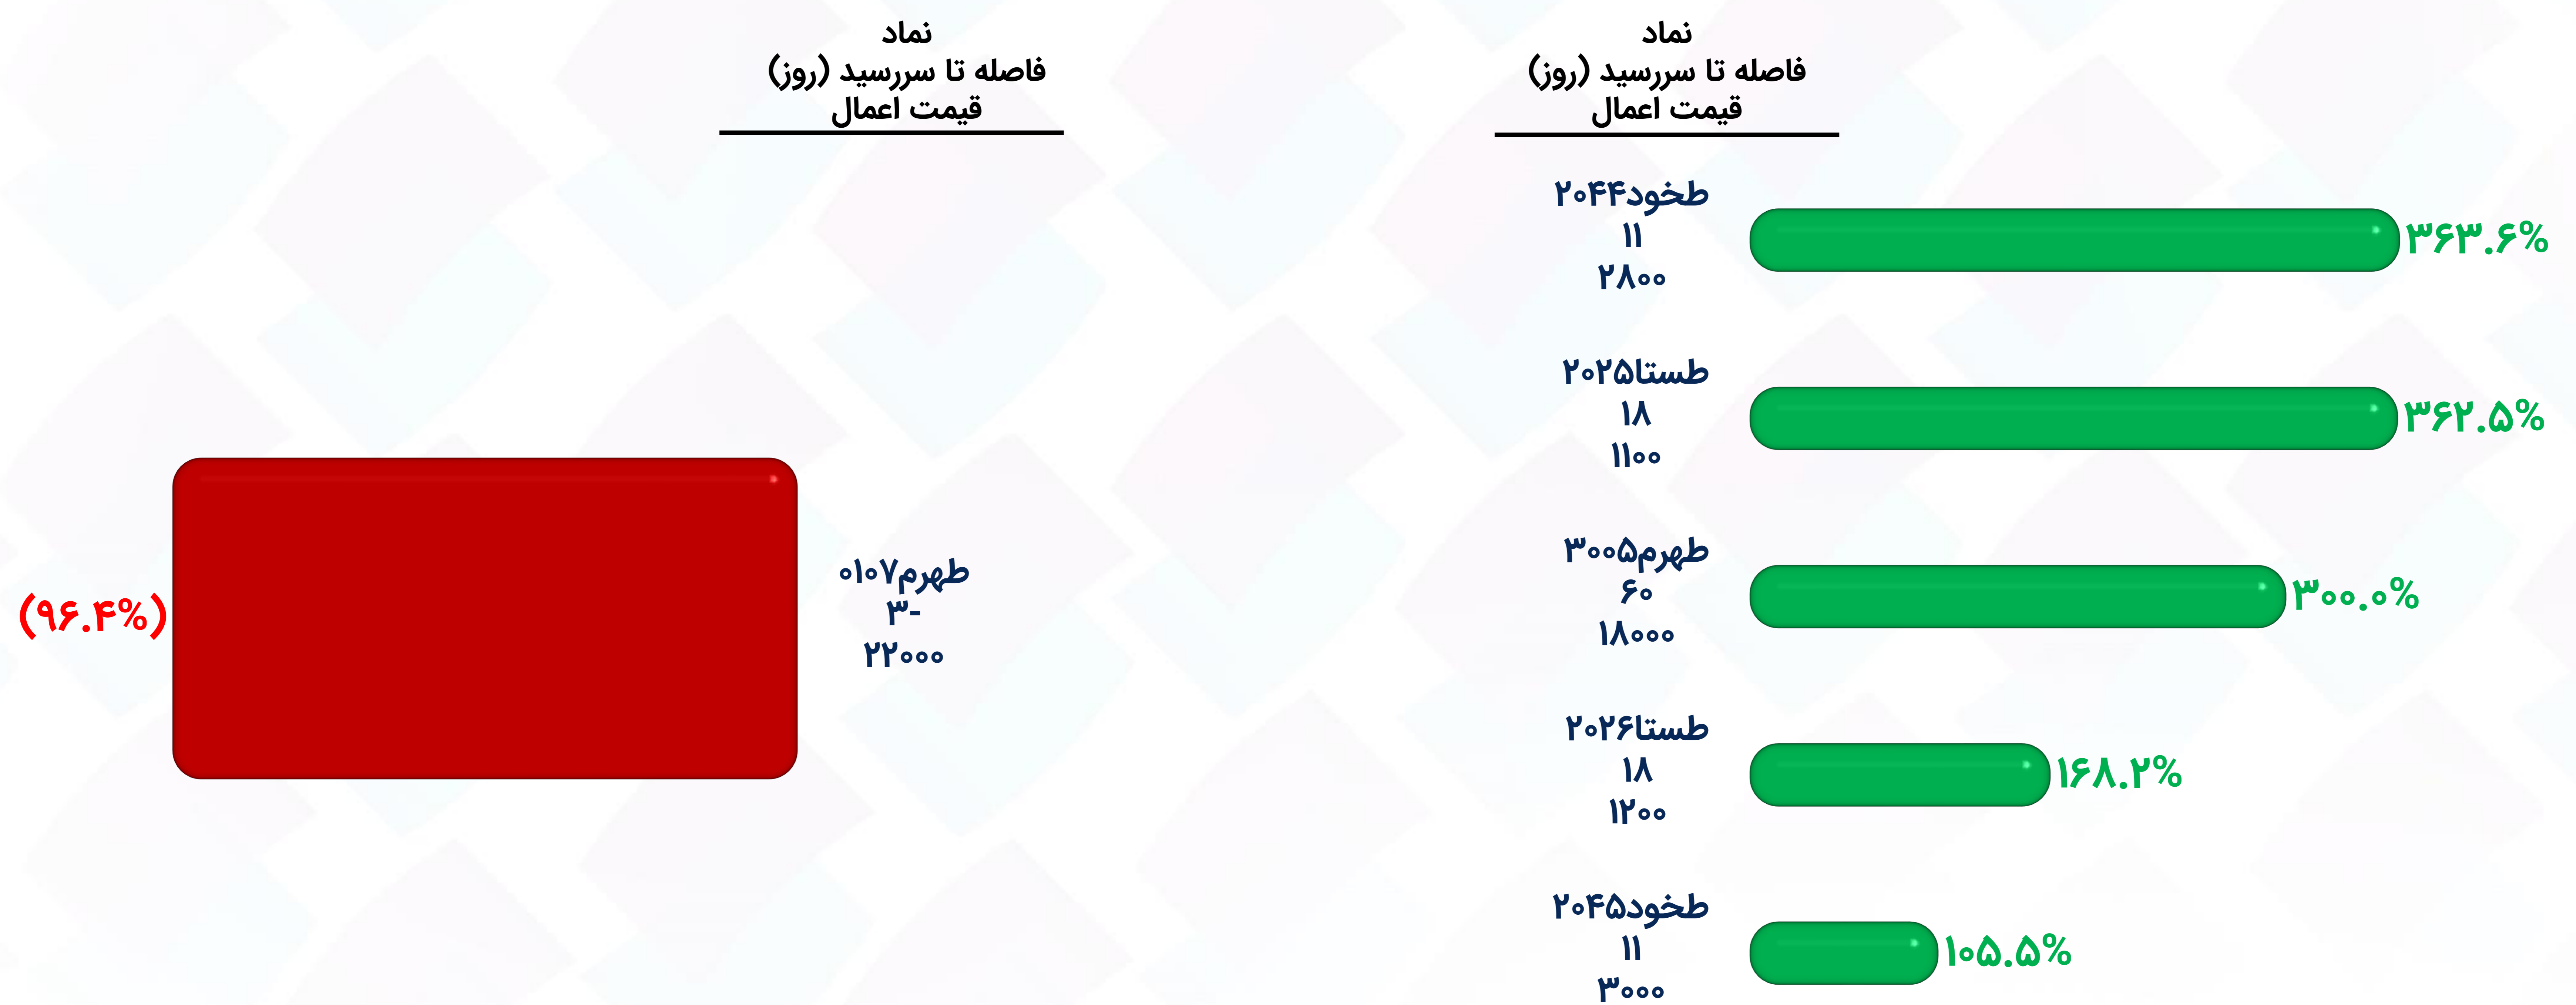 نماد
فاصله تا سررسید (روز)
قیمت اعمال
طخود۲۰۴۴
۱۱
۲۸۰۰
۳۶۳.۶%
طستا۲۰۲۵
۱۸
۱۱۰۰
۳۶۲.۵%
طهرم۳۰۰۵
۶۰
۱۸۰۰۰
۳۰۰.۰%
طستا۲۰۲۶
۱۸
۱۲۰۰
۱۶۸.۲%
طخود۲۰۴۵
۱۱
۳۰۰۰
۱۰۵.۵%
نماد
فاصله تا سررسید (روز)
قیمت اعمال
طهرم۰۱۰۷
۳-
۲۲۰۰۰
(۹۶.۴%)